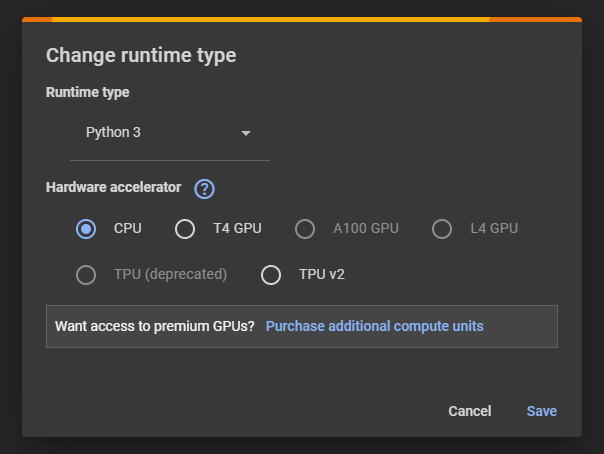 Change runtime type
Runtime type
Python 3
Hardware accelerator ?
CPU T4 GPU A100 GPU L4 GPU
TPU (deprecated) TPU v2
Want access to premium GPUs? Purchase additional compute units
Cancel Save